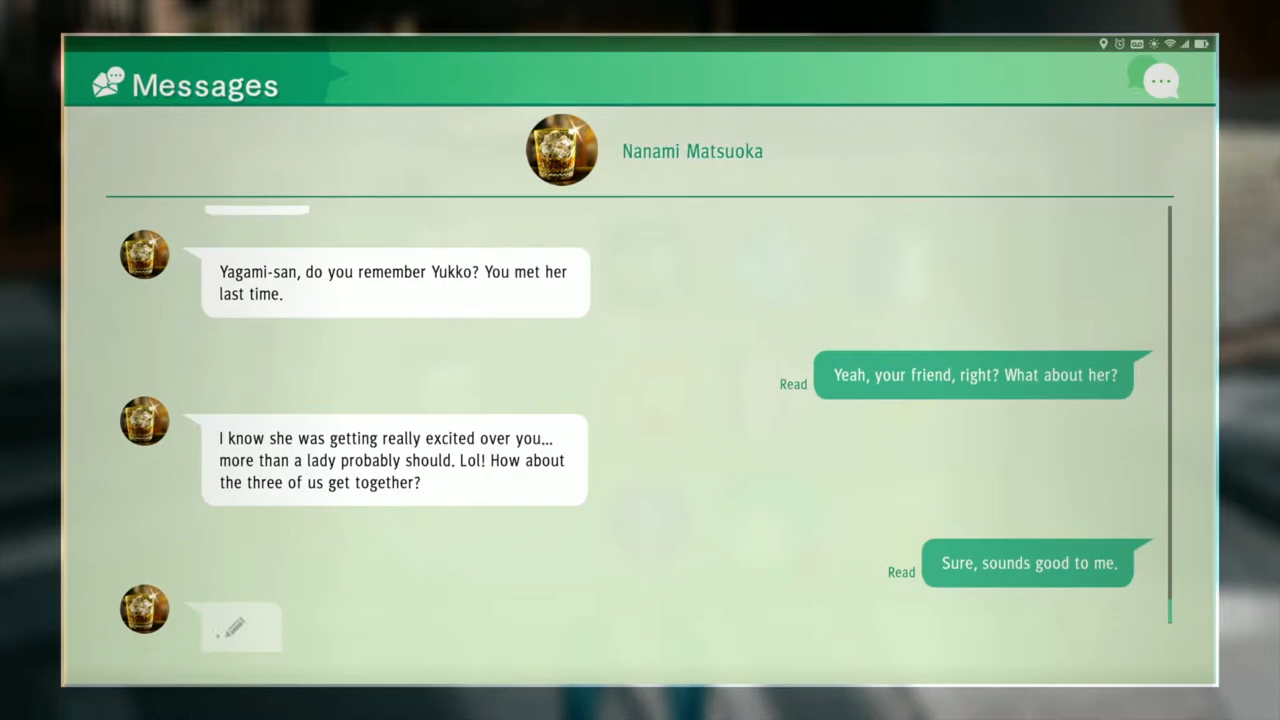 Messages
Nanami Matsuoka
Yagami-san, do you remember Yukko? You met her
last time.
Read
Yeah, your friend, right? What about her?
I know she was getting really excited over you...
more than a lady probably should. Lol! How about
the three of us get together?
Read
Sure, sounds good to me.